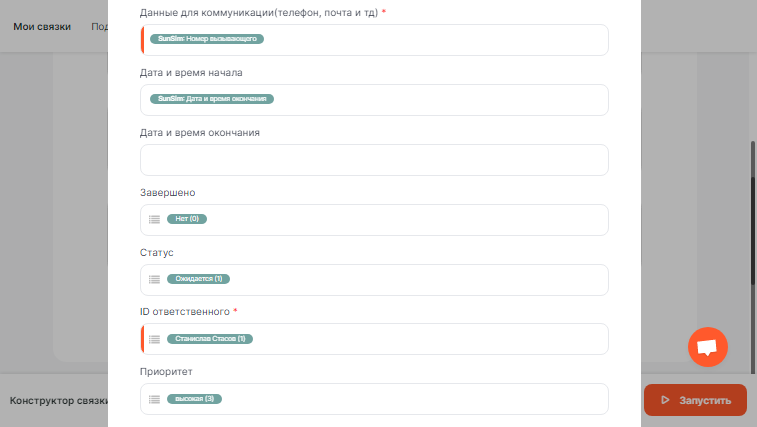 Данные для коммуникации(телефон, почта и тд) *
Мои связки
SunSim: Номер вызывающего
Дата и время начала
SunSim: Дата и время окончания
Дата и время окончания
Завершено
Нет (0)
Статус
Ожидается (1)
ID ответственного *
Станислав Стасов (1)
Приоритет
Конструктор связки
высокая (3)
Запустить